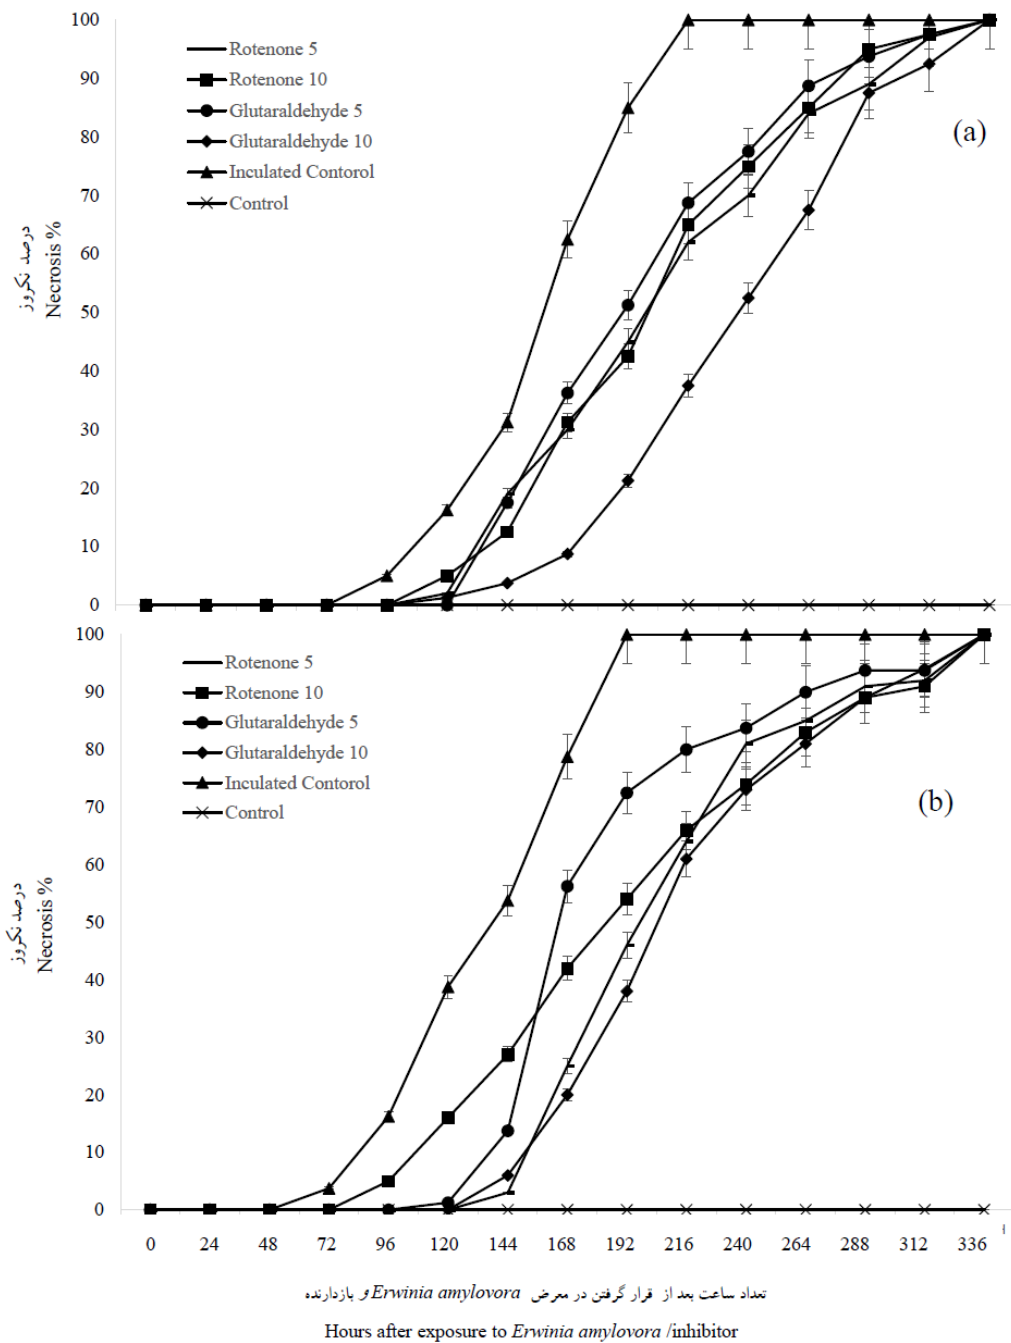 100
90
80
70
60
50
40
30
20
10
0
Rotenone 5
Rotenone 10
Glutaraldehyde 5
Glutaraldehyde 10
Inculated Contorol
Control
(a)
درصد نکروز
Necrosis %
100
90
80
70
60
50
40
30
20
10
0
Rotenone 5
Rotenone 10
Glutaraldehyde 5
Glutaraldehyde 10
Inculated Contorol
Control
(b)
درصد نکروز
Necrosis %
0 24 48 72 96 120 144 168 192 216 240 264 288 312 336
تعداد ساعت بعد از قرار گرفتن در معرض Erwinia amylovora و بازدارنده
Hours after exposure to Erwinia amylovora /inhibitor